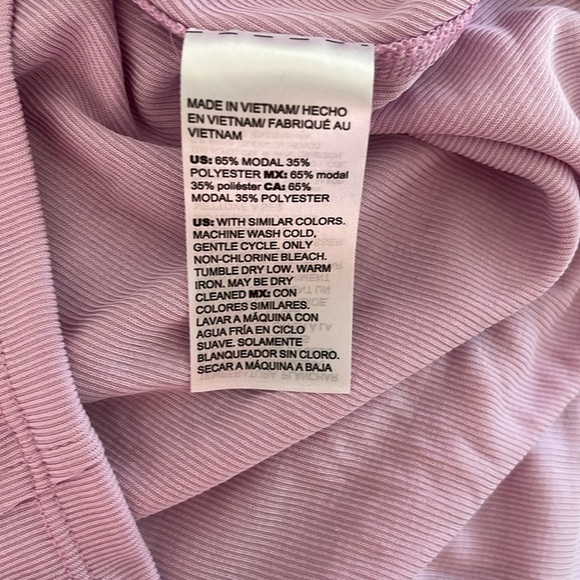 MADE IN VIETNAM/ HECHO
EN VIETNAM/ FABRIQUÉ AU
VIETNAM
US: 65% MODAL 35%
POLYESTER MX: 65% modal
35% poliéster CA: 65%
MODAL 35% POLYESTER
US: WITH SIMILAR COLORS.
MACHINE WASH COLD.
GENTLE CYCLE. ONLY
NON-CHLORINE BLEACH.
TUMBLE DRY LOW. WARM
IRON. MAY BE DRY
CLEANED MX: CON
COLORES SIMILARES.
LAVAR A MÁQUINA CON
AGUA FRÍA EN CICLO
SUAVE. SOLAMENTE
BLANQUEADOR SIN CLORO.
SECAR A MÁQUINA A BAJA